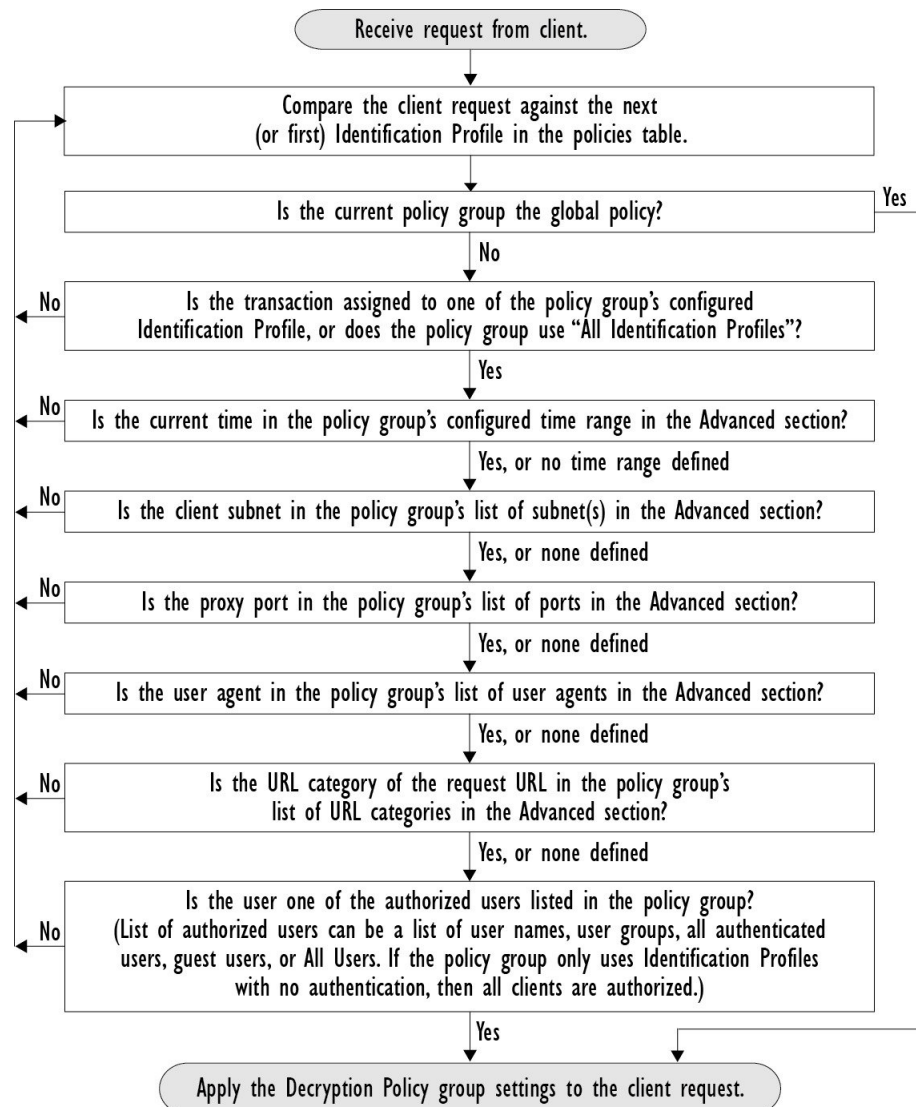 Receive request from client.
Compare the client request against the next
(or first) Identification Profile in the policies table.
Is the current policy group the global policy?
Yes
No
Is the transaction assigned to one of the policy group’s configured
Identification Profile, or does the policy group use “All Identification Profiles”?
No
Yes
Is the current time in the policy group’s configured time range in the Advanced section?
No
Yes, or no time range defined
Is the client subnet in the policy group’s list of subnet(s) in the Advanced section?
No
Yes, or none defined
Is the proxy port in the policy group’s list of ports in the Advanced section?
No
Yes, or none defined
Is the user agent in the policy group’s list of user agents in the Advanced section?
No
Yes, or none defined
Is the URL category of the request URL in the policy group’s
list of URL categories in the Advanced section?
No
Yes, or none defined
Is the user one of the authorized users listed in the policy group?
(List of authorized users can be a list of user names, user groups, all authenticated
users, guest users, or All Users. If the policy group only uses Identification Profiles
with no authentication, then all clients are authorized.)
No
Yes
Apply the Decryption Policy group settings to the client request.